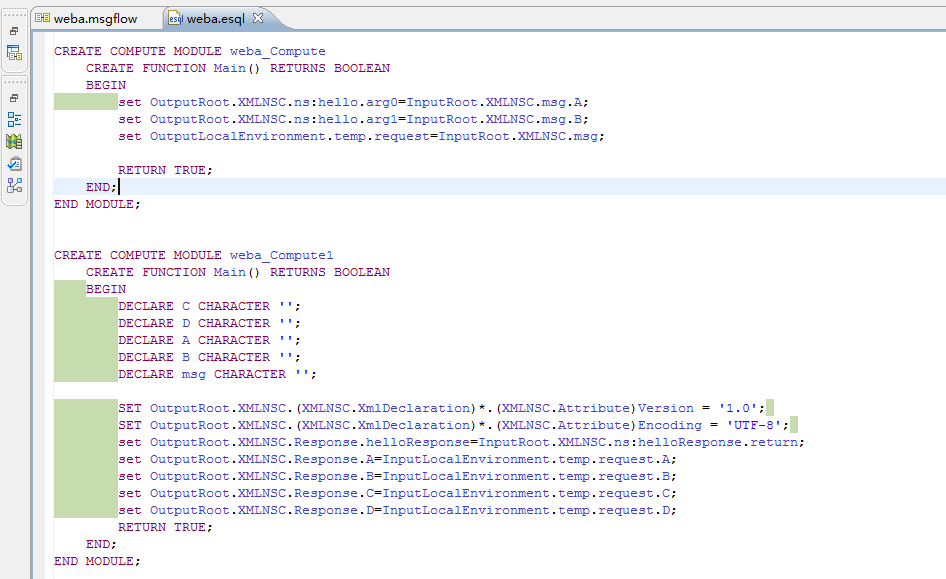 weba.msgflow
weba.esql
CREATE COMPUTE MODULE weba_Compute
CREATE FUNCTION Main() RETURNS BOOLEAN
BEGIN
set OutputRoot.XMLNSC.ns:hello.arg0=InputRoot.XMLNSC.msg.A;
set OutputRoot.XMLNSC.ns:hello.arg1=InputRoot.XMLNSC.msg.B;
set OutputLocalEnvironment.temp.request=InputRoot.XMLNSC.msg;
RETURN TRUE;
END;
END MODULE;
CREATE COMPUTE MODULE weba_Compute1
CREATE FUNCTION Main() RETURNS BOOLEAN
BEGIN
DECLARE C CHARACTER '';
DECLARE D CHARACTER '';
DECLARE A CHARACTER '';
DECLARE B CHARACTER '';
DECLARE msg CHARACTER '';
SET OutputRoot.XMLNSC.(XMLNSC.XmlDeclaration)*.(XMLNSC.Attribute)Version = '1.0';
SET OutputRoot.XMLNSC.(XMLNSC.XmlDeclaration)*.(XMLNSC.Attribute)Encoding = 'UTF-8';
set OutputRoot.XMLNSC.Response.helloResponse=InputRoot.XMLNSC.ns:helloResponse.return;
set OutputRoot.XMLNSC.Response.A=InputLocalEnvironment.temp.request.A;
set OutputRoot.XMLNSC.Response.B=InputLocalEnvironment.temp.request.B;
set OutputRoot.XMLNSC.Response.C=InputLocalEnvironment.temp.request.C;
set OutputRoot.XMLNSC.Response.D=InputLocalEnvironment.temp.request.D;
RETURN TRUE;
END;
END MODULE;